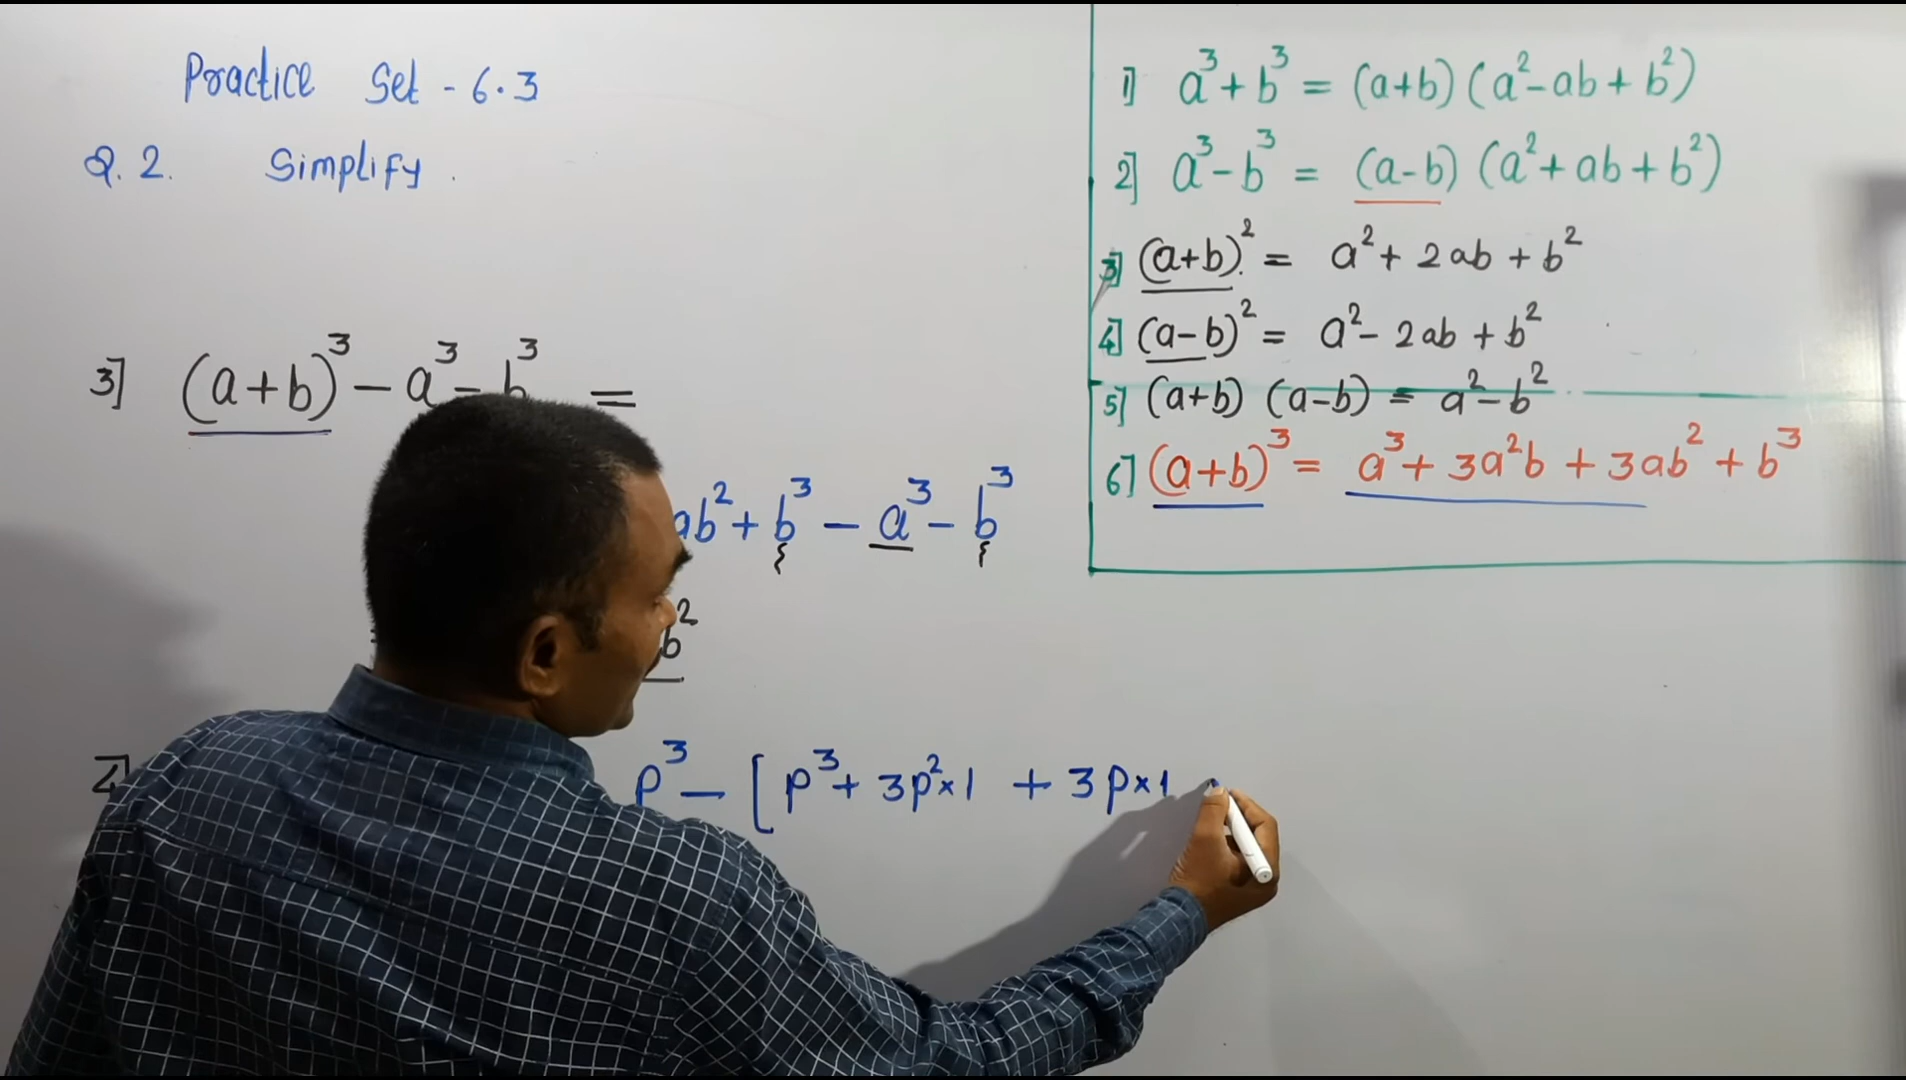 Practice Set - 6.3
Q. 2. Simplify.
3] (a+b)³ - a³ - b³ =
ab² + b³ - a³ - b³
b²
4]
p³ - [p³ + 3p²×1 + 3p×1
1] a³ + b³ = (a+b) (a² - ab + b²)
2] a³ - b³ = (a-b) (a² + ab + b²)
3] (a+b)² = a² + 2ab + b²
4] (a-b)² = a² - 2ab + b²
5] (a+b) (a-b) = a² - b²
6] (a+b)³ = a³ + 3a²b + 3ab² + b³